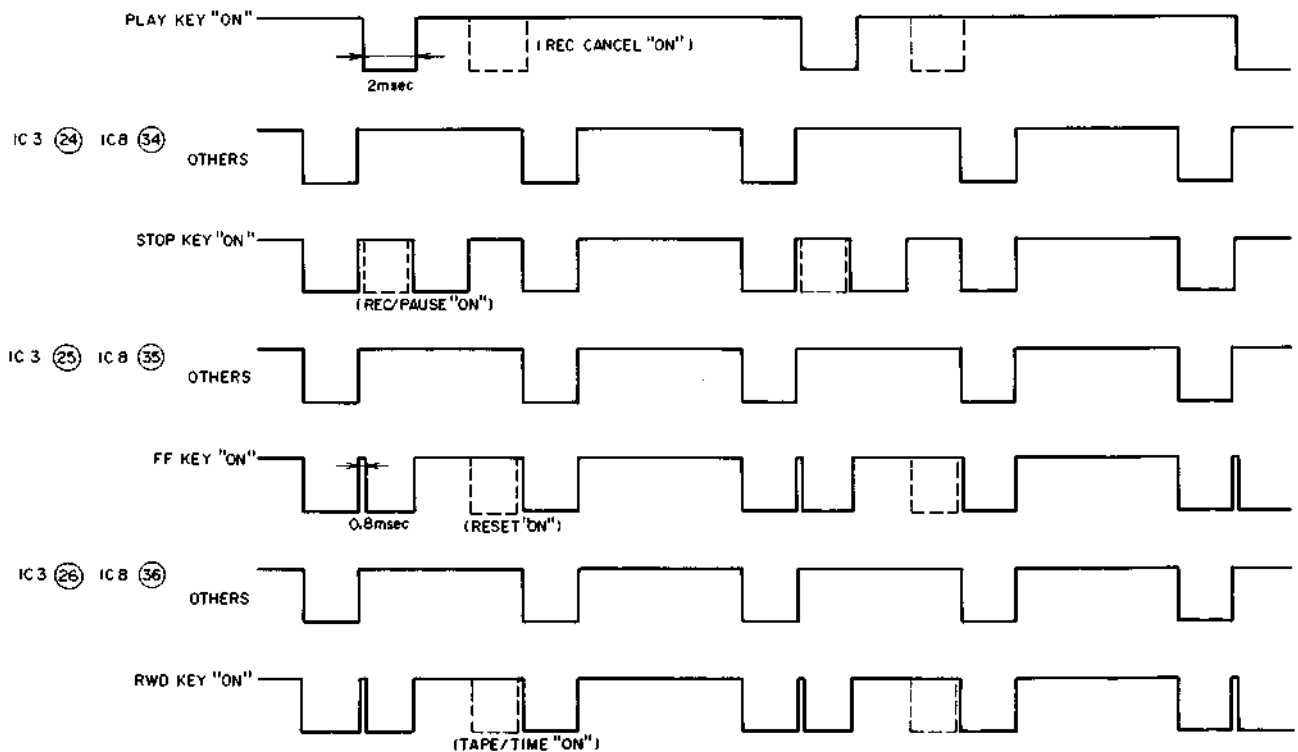 PLAY KEY "ON"
(REC CANCEL "ON")
2msec
IC 3 24 IC 8 34
OTHERS
STOP KEY "ON"
(REC/PAUSE "ON")
IC 3 25 IC 8 35
OTHERS
FF KEY "ON"
0.8msec
(RESET "ON")
IC 3 26 IC 8 36
OTHERS
RWD KEY "ON"
(TAPE/TIME "ON")